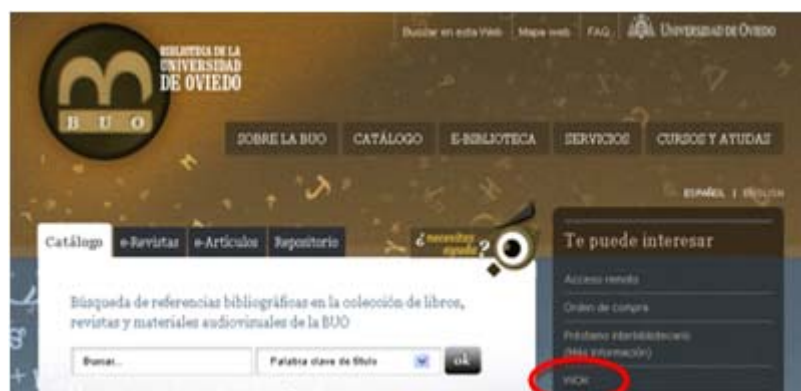 Buscar en esta Web Mapa web FAQ UNIVERSIDAD DE OVIEDO
BIBLIOTECA DE LA
UNIVERSIDAD
DE OVIEDO
BUO
SOBRE LA BUO CATÁLOGO E-BIBLIOTECA SERVICIOS CURSOS Y AYUDAS
ESPAÑOL | ENGLISH
Catálogo e-Revistas e-Artículos Repositorio
¿necesitas
ayuda?
Te puede interesar
Acceso remoto
Orden de compra
Préstamo interbibliotecario
(Más información)
WOK
Búsqueda de referencias bibliográficas en la colección de libros,
revistas y materiales audiovisuales de la BUO
Buscar... Palabra clave de título ok